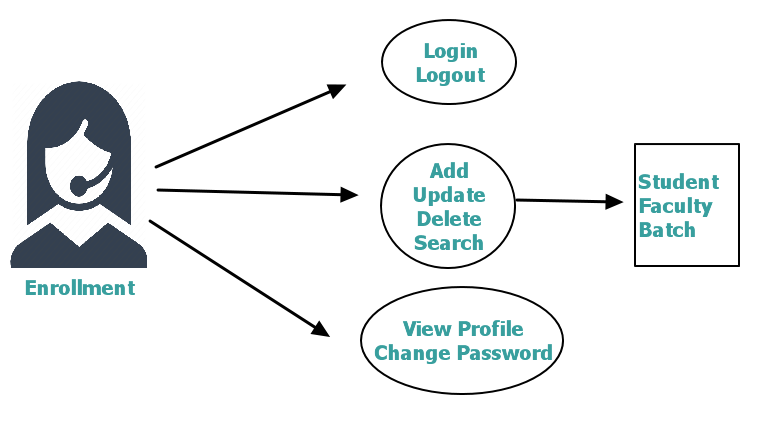 Login
Logout
Add
Update
Delete
Search
Student
Faculty
Batch
Enrollment
View Profile
Change Password